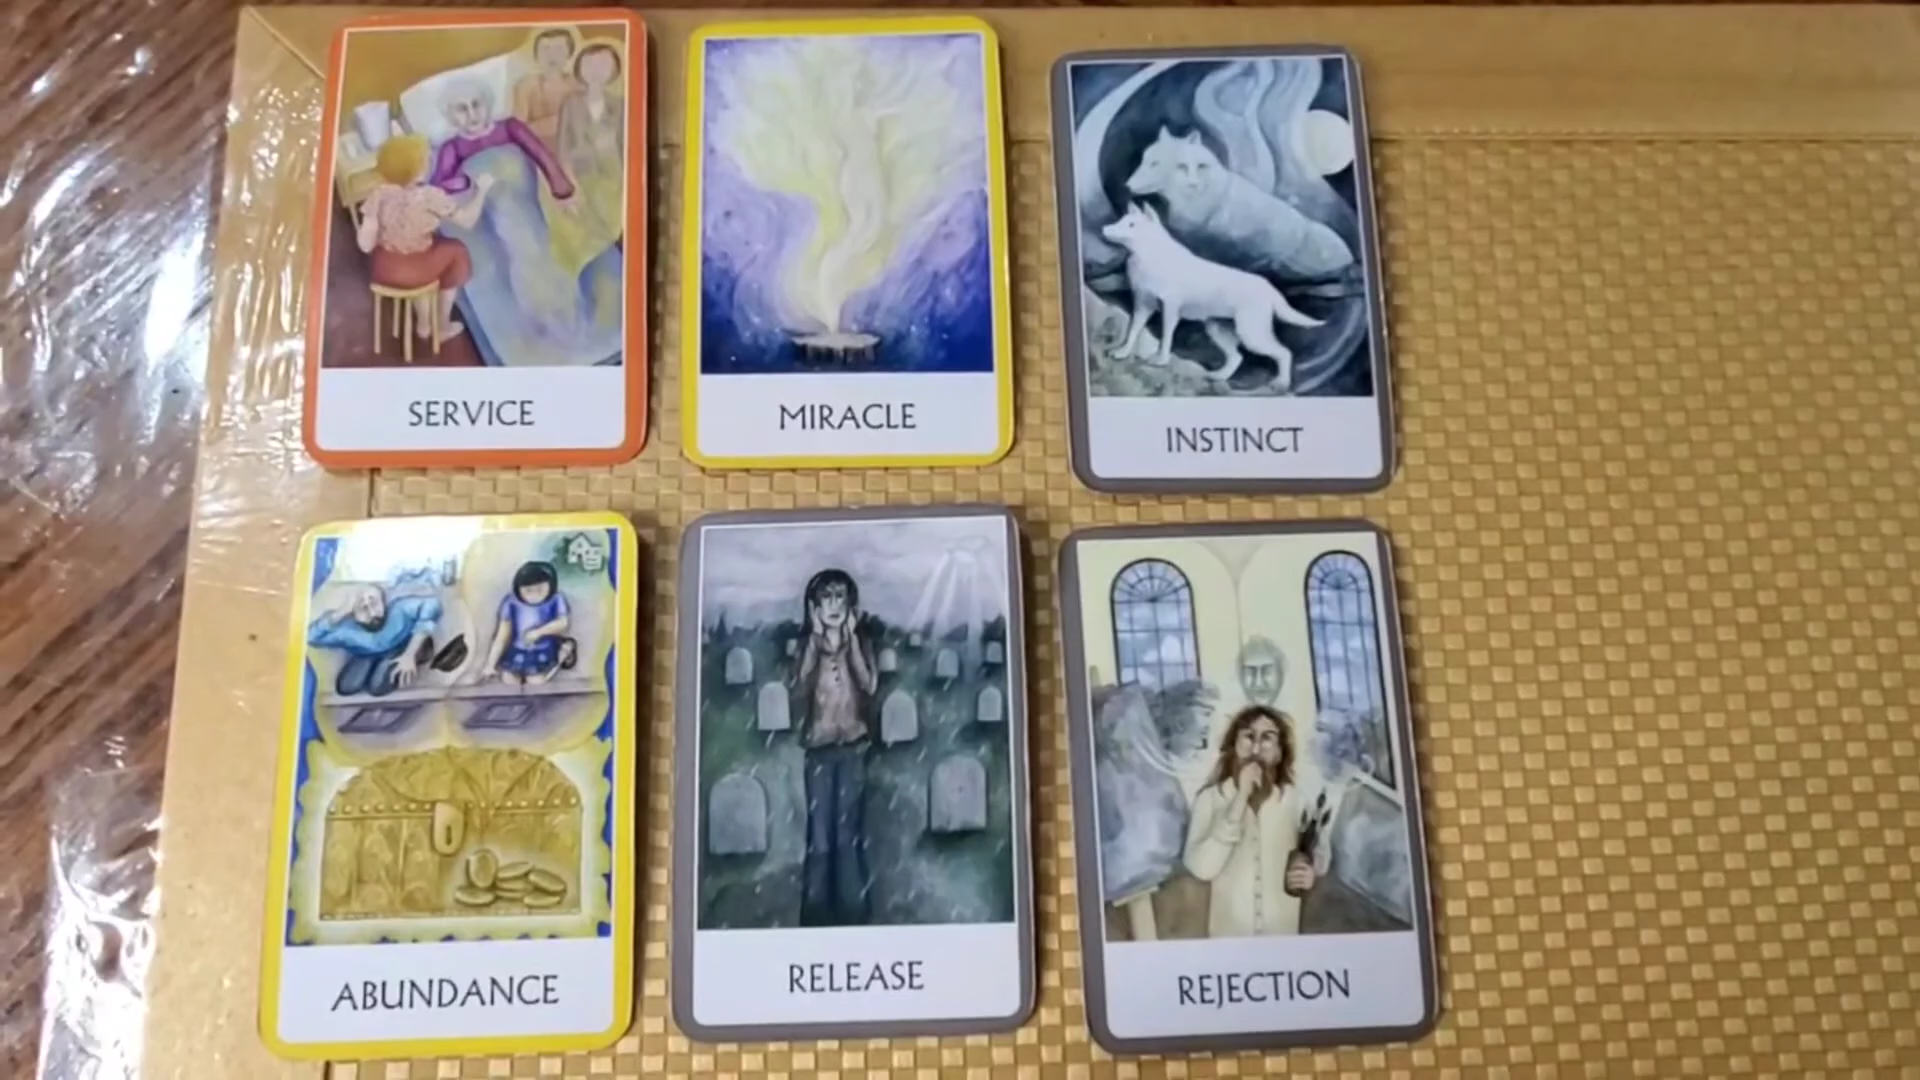 SERVICE
MIRACLE
INSTINCT
ABUNDANCE
RELEASE
REJECTION